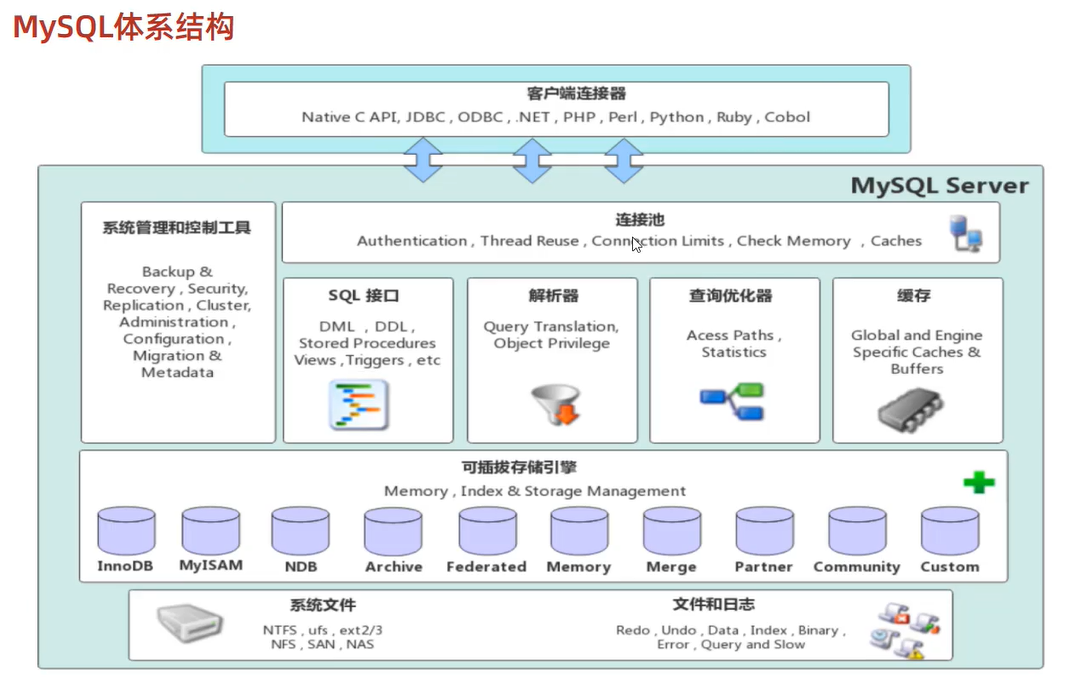 MySQL体系结构
客户端连接器
Native C API, JDBC , ODBC , .NET , PHP , Perl , Python , Ruby , Cobol
MySQL Server
系统管理和控制工具
Backup &
Recovery , Security,
Replication , Cluster,
Administration ,
Configuration ,
Migration &
Metadata
连接池
Authentication , Thread Reuse , Connection Limits , Check Memory , Caches
SQL 接口
DML , DDL ,
Stored Procedures
Views ,Triggers , etc
解析器
Query Translation,
Object Privilege
查询优化器
Acess Paths ,
Statistics
缓存
Global and Engine
Specific Caches &
Buffers
可插拔存储引擎
Memory , Index & Storage Management
InnoDB
MyISAM
NDB
Archive
Federated
Memory
Merge
Partner
Community
Custom
系统文件
NTFS , ufs , ext2/3
NFS , SAN , NAS
文件和日志
Redo , Undo , Data , Index , Binary ,
Error , Query and Slow